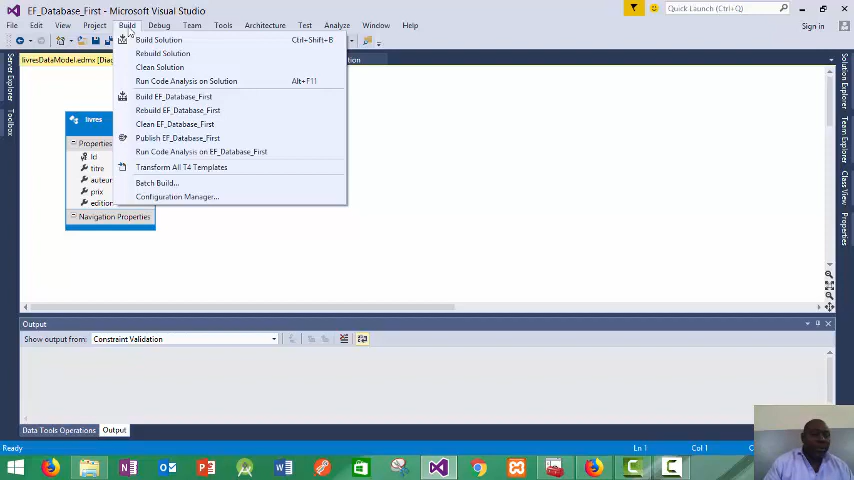 EF_Database_First - Microsoft Visual Studio
Quick Launch (Ctrl+Q)
File Edit View Project Build Debug Team Tools Architecture Test Analyze Window Help
Sign in
livresDataModel.edmx [Diag
Build Solution Ctrl+Shift+B
Rebuild Solution
Clean Solution
Run Code Analysis on Solution Alt+F11
Build EF_Database_First
Rebuild EF_Database_First
Clean EF_Database_First
Publish EF_Database_First
Run Code Analysis on EF_Database_First
Transform All T4 Templates
Batch Build...
Configuration Manager...
Server Explorer
Toolbox
livres
Properties
Id
titre
auteur
prix
edition
Navigation Properties
Solution Explorer
Class View
Properties
Output
Show output from: Constraint Validation
Data Tools Operations Output
Ready Ln 1 Col 1 C